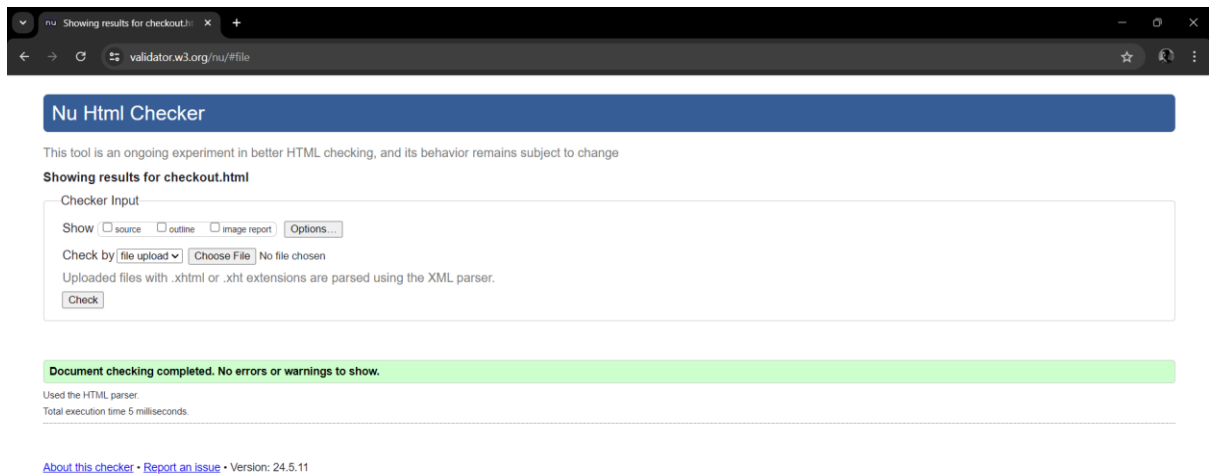 nu Showing results for checkout.h
validator.w3.org/nu/#file
Nu Html Checker
This tool is an ongoing experiment in better HTML checking, and its behavior remains subject to change
Showing results for checkout.html
Checker Input
Show source outline image report Options...
Check by file upload Choose File No file chosen
Uploaded files with .xhtml or .xht extensions are parsed using the XML parser.
Check
Document checking completed. No errors or warnings to show.
Used the HTML parser.
Total execution time 5 milliseconds.
About this checker • Report an issue • Version: 24.5.11